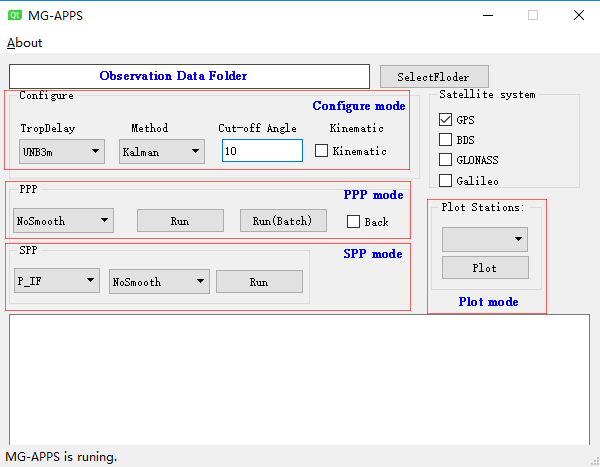 MG-APPS
About
Observation Data Folder
SelectFloder
Configure
Configure mode
TropDelay
Method
Cut-off Angle
Kinematic
UNB3m
Kalman
10
Kinematic
Satellite system
GPS
BDS
GLONASS
Galileo
PPP
PPP mode
NoSmooth
Run
Run(Batch)
Back
SPP
SPP mode
P_IF
NoSmooth
Run
Plot Stations:
Plot
Plot mode
MG-APPS is runing.